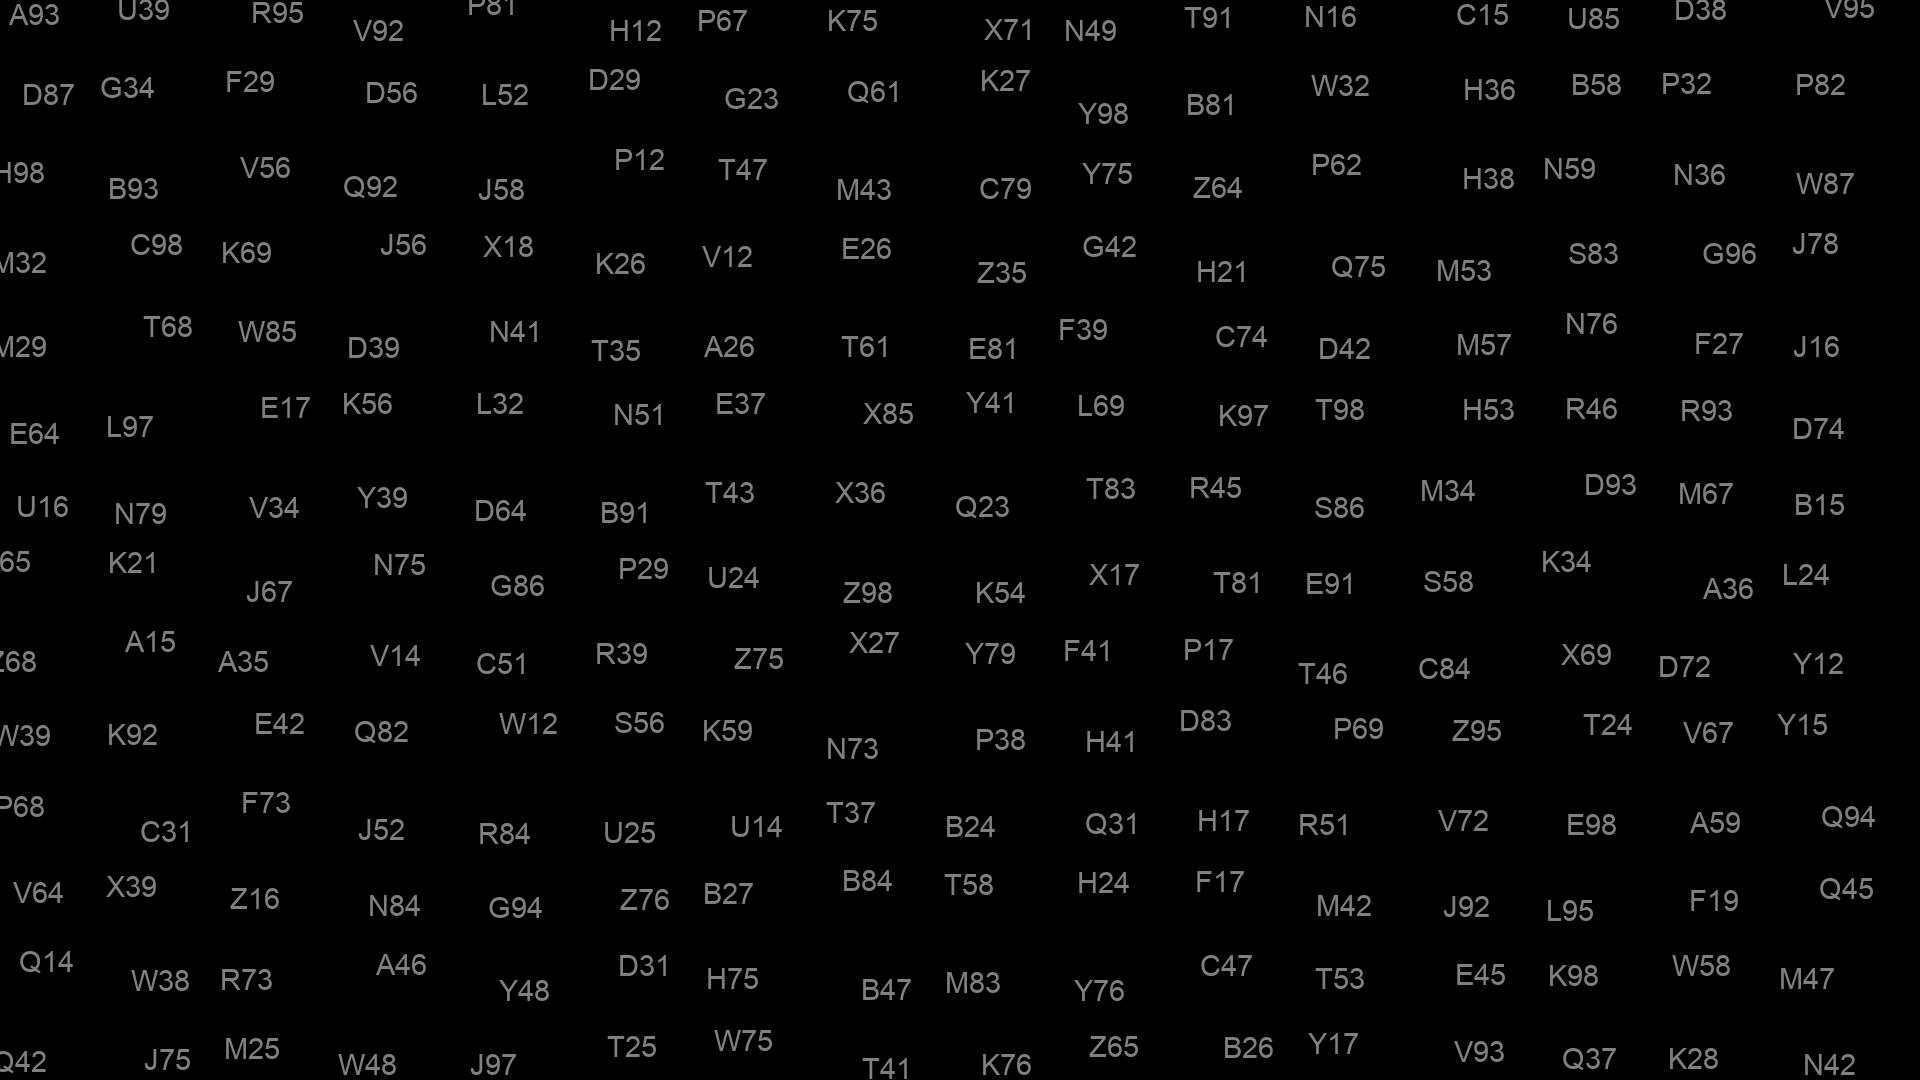 A93 U39 R95 V92 P81 H12 P67 K75 X71 N49 T91 N16 C15 U85 D38 V95
D87 G34 F29 D56 L52 D29 G23 Q61 K27 Y98 B81 W32 H36 B58 P32 P82
H98 B93 V56 Q92 J58 P12 T47 M43 C79 Y75 Z64 P62 H38 N59 N36 W87
M32 C98 K69 J56 X18 K26 V12 E26 Z35 G42 H21 Q75 M53 S83 G96 J78
M29 T68 W85 D39 N41 T35 A26 T61 E81 F39 C74 D42 M57 N76 F27 J16
E64 L97 E17 K56 L32 N51 E37 X85 Y41 L69 K97 T98 H53 R46 R93 D74
U16 N79 V34 Y39 D64 B91 T43 X36 Q23 T83 R45 S86 M34 D93 M67 B15
65 K21 J67 N75 G86 P29 U24 Z98 K54 X17 T81 E91 S58 K34 A36 L24
Z68 A15 A35 V14 C51 R39 Z75 X27 Y79 F41 P17 T46 C84 X69 D72 Y12
W39 K92 E42 Q82 W12 S56 K59 N73 P38 H41 D83 P69 Z95 T24 V67 Y15
P68 C31 F73 J52 R84 U25 U14 T37 B24 Q31 H17 R51 V72 E98 A59 Q94
V64 X39 Z16 N84 G94 Z76 B27 B84 T58 H24 F17 M42 J92 L95 F19 Q45
Q14 W38 R73 A46 Y48 D31 H75 B47 M83 Y76 C47 T53 E45 K98 W58 M47
Q42 J75 M25 W48 J97 T25 W75 T41 K76 Z65 B26 Y17 V93 Q37 K28 N42